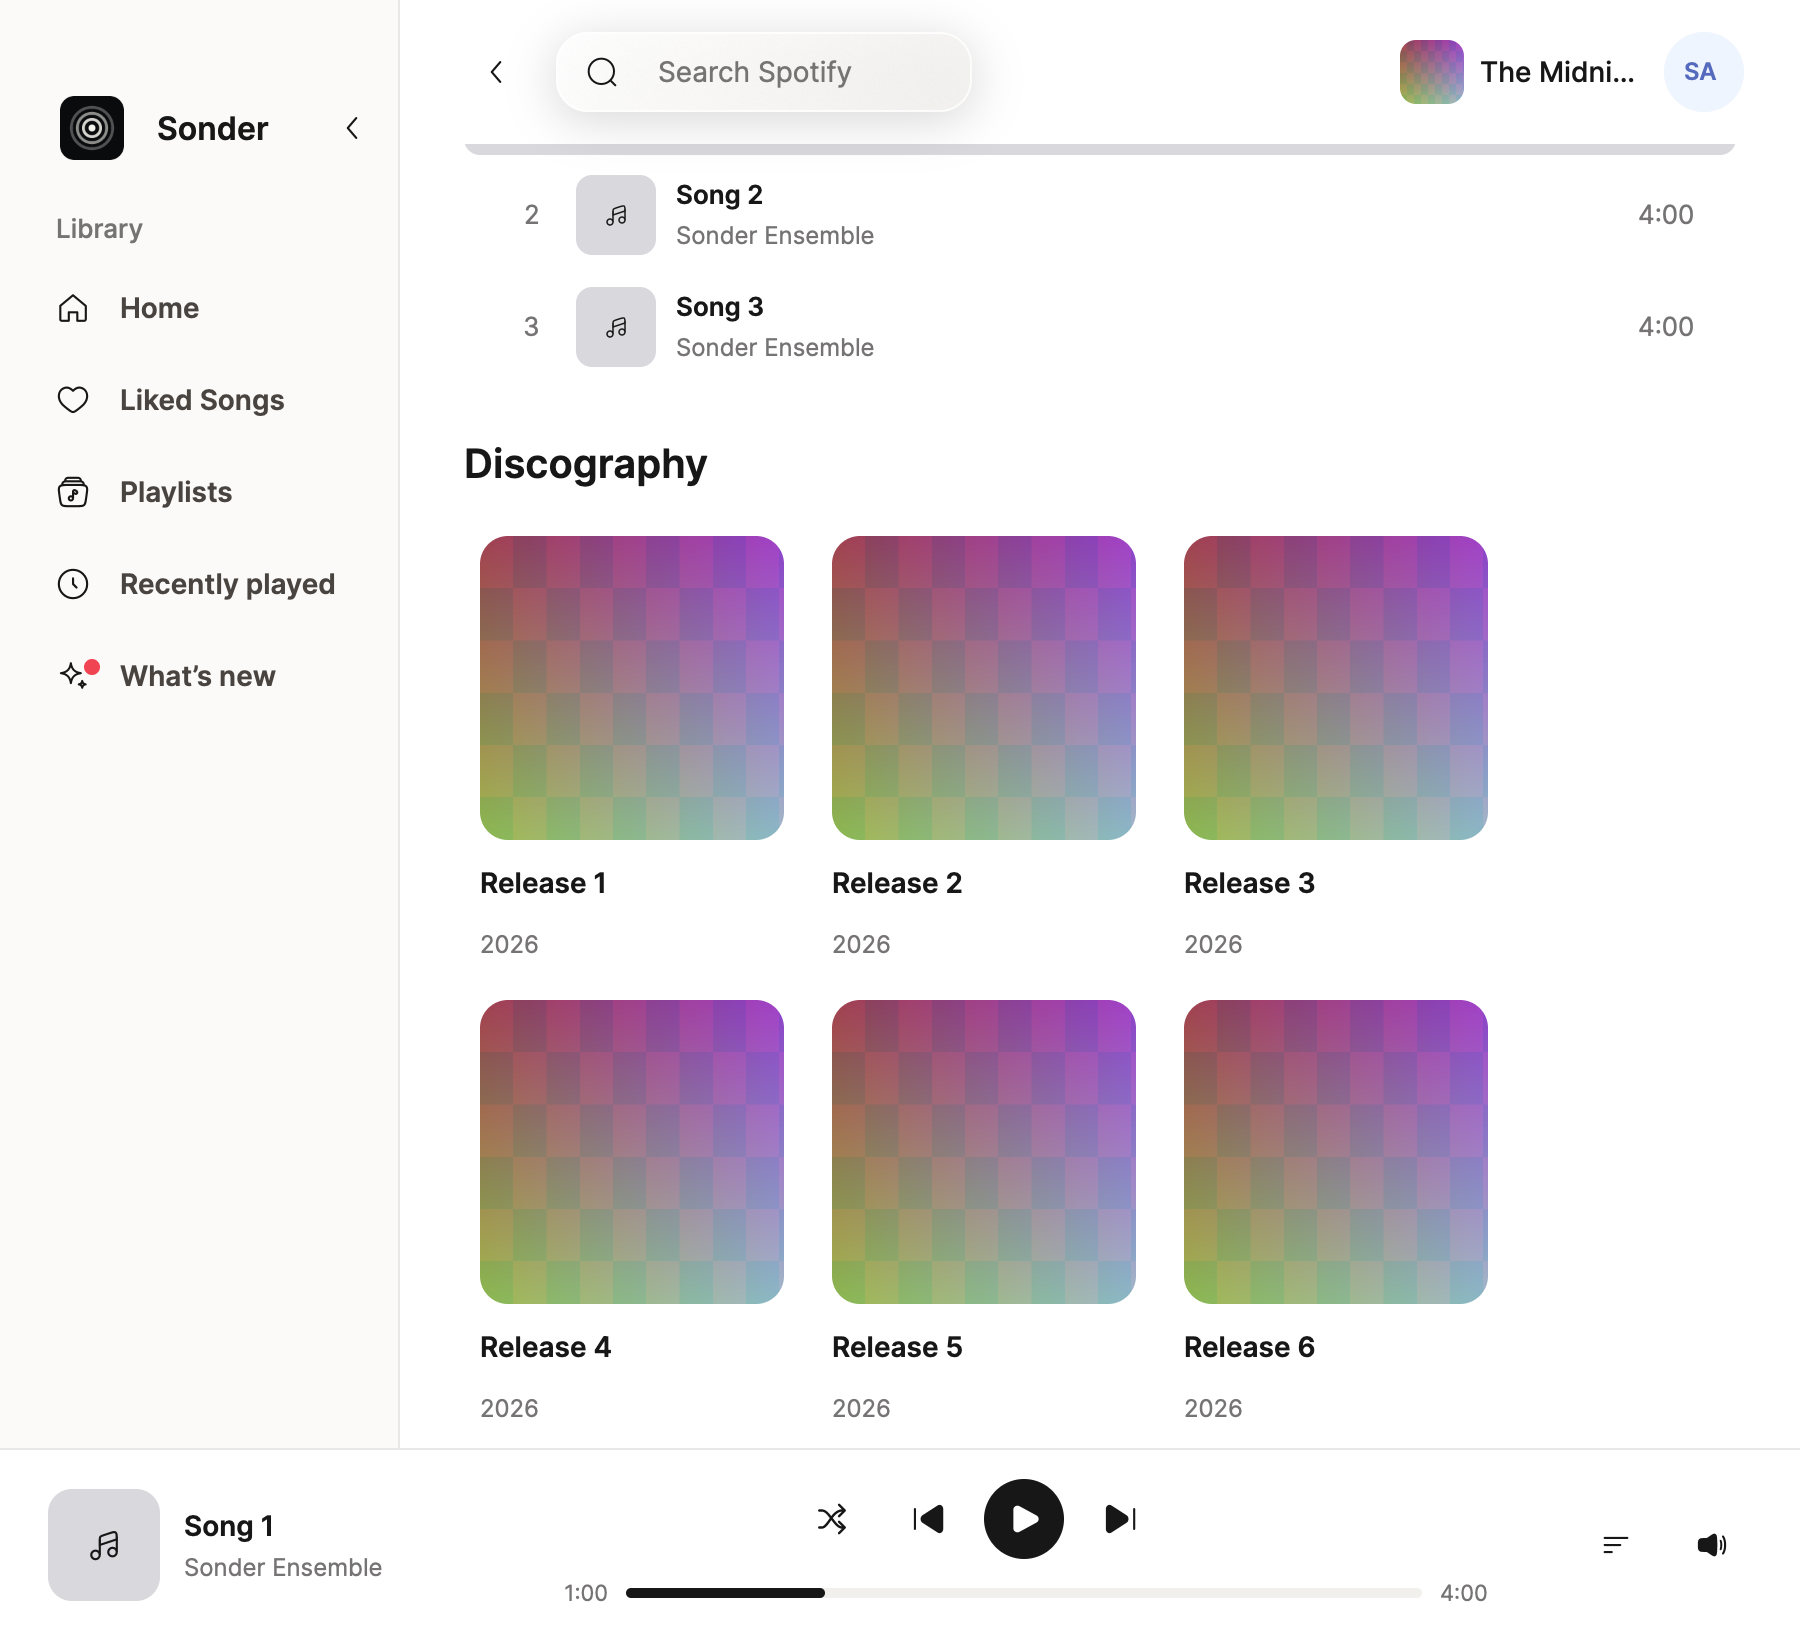 Sonder
Library
Home
Liked Songs
Playlists
Recently played
What’s new
Search Spotify
The Midni...
SA
2
Song 2
Sonder Ensemble
4:00
3
Song 3
Sonder Ensemble
4:00
Discography
Release 1
2026
Release 2
2026
Release 3
2026
Release 4
2026
Release 5
2026
Release 6
2026
Song 1
Sonder Ensemble
1:00
4:00